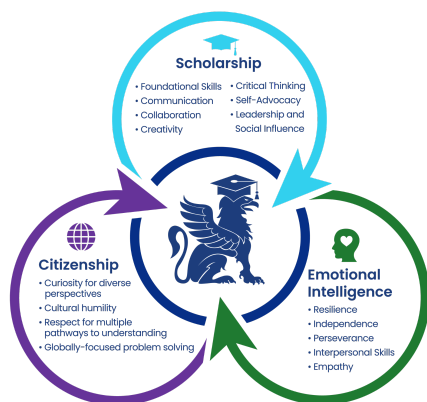 Scholarship
• Foundational Skills
• Communication
• Collaboration
• Creativity
• Critical Thinking
• Self-Advocacy
• Leadership and
Social Influence
Citizenship
• Curiosity for diverse
perspectives
• Cultural humility
• Respect for multiple
pathways to understanding
• Globally-focused problem solving
Emotional
Intelligence
• Resilience
• Independence
• Perseverance
• Interpersonal Skills
• Empathy